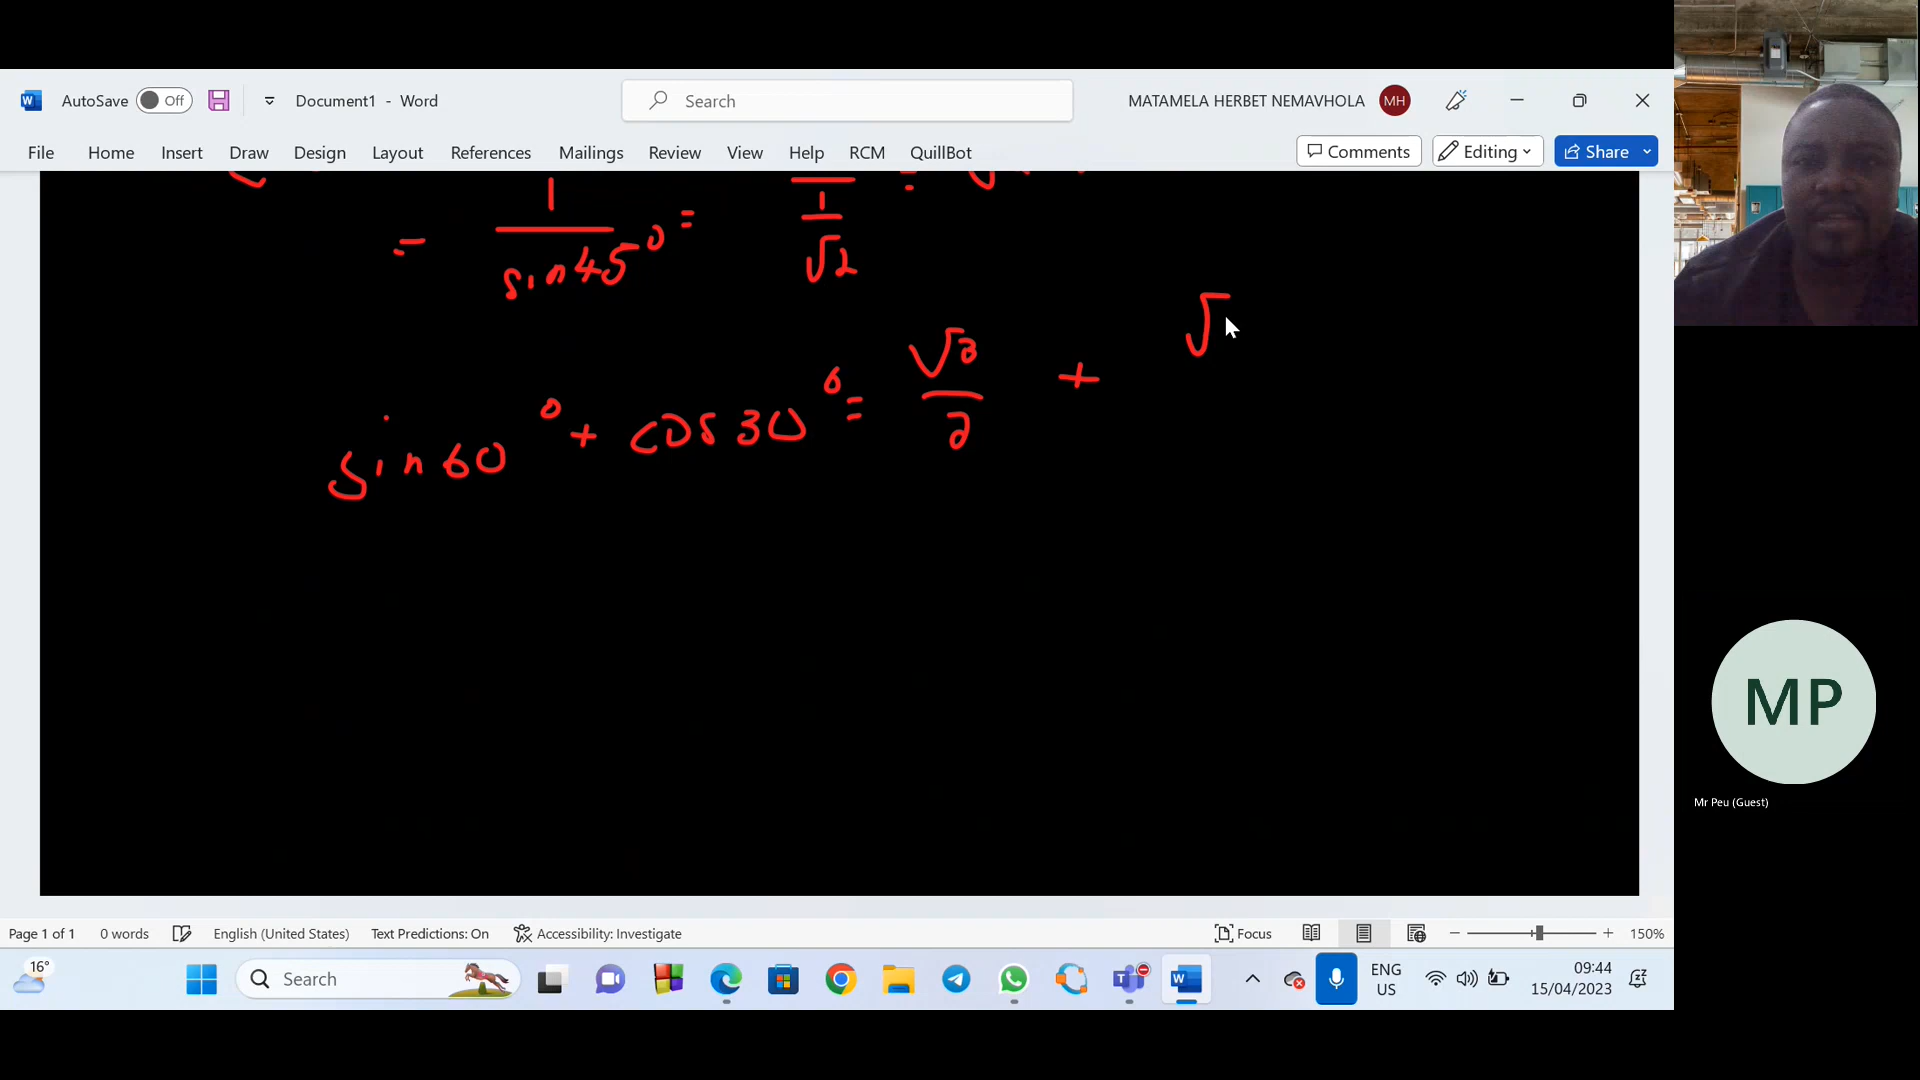 AutoSave Off Document1 - Word Search MATAMELA HERBET NEMAVHOLA MH
File Home Insert Draw Design Layout References Mailings Review View Help RCM QuillBot Comments Editing Share
= 1/sin45° = 1/√2
sin60° + cos30° = √3/2 + √
MP
Mr Peu (Guest)
Page 1 of 1 0 words English (United States) Text Predictions: On Accessibility: Investigate Focus 150%
16° Search ENG US 09:44 15/04/2023